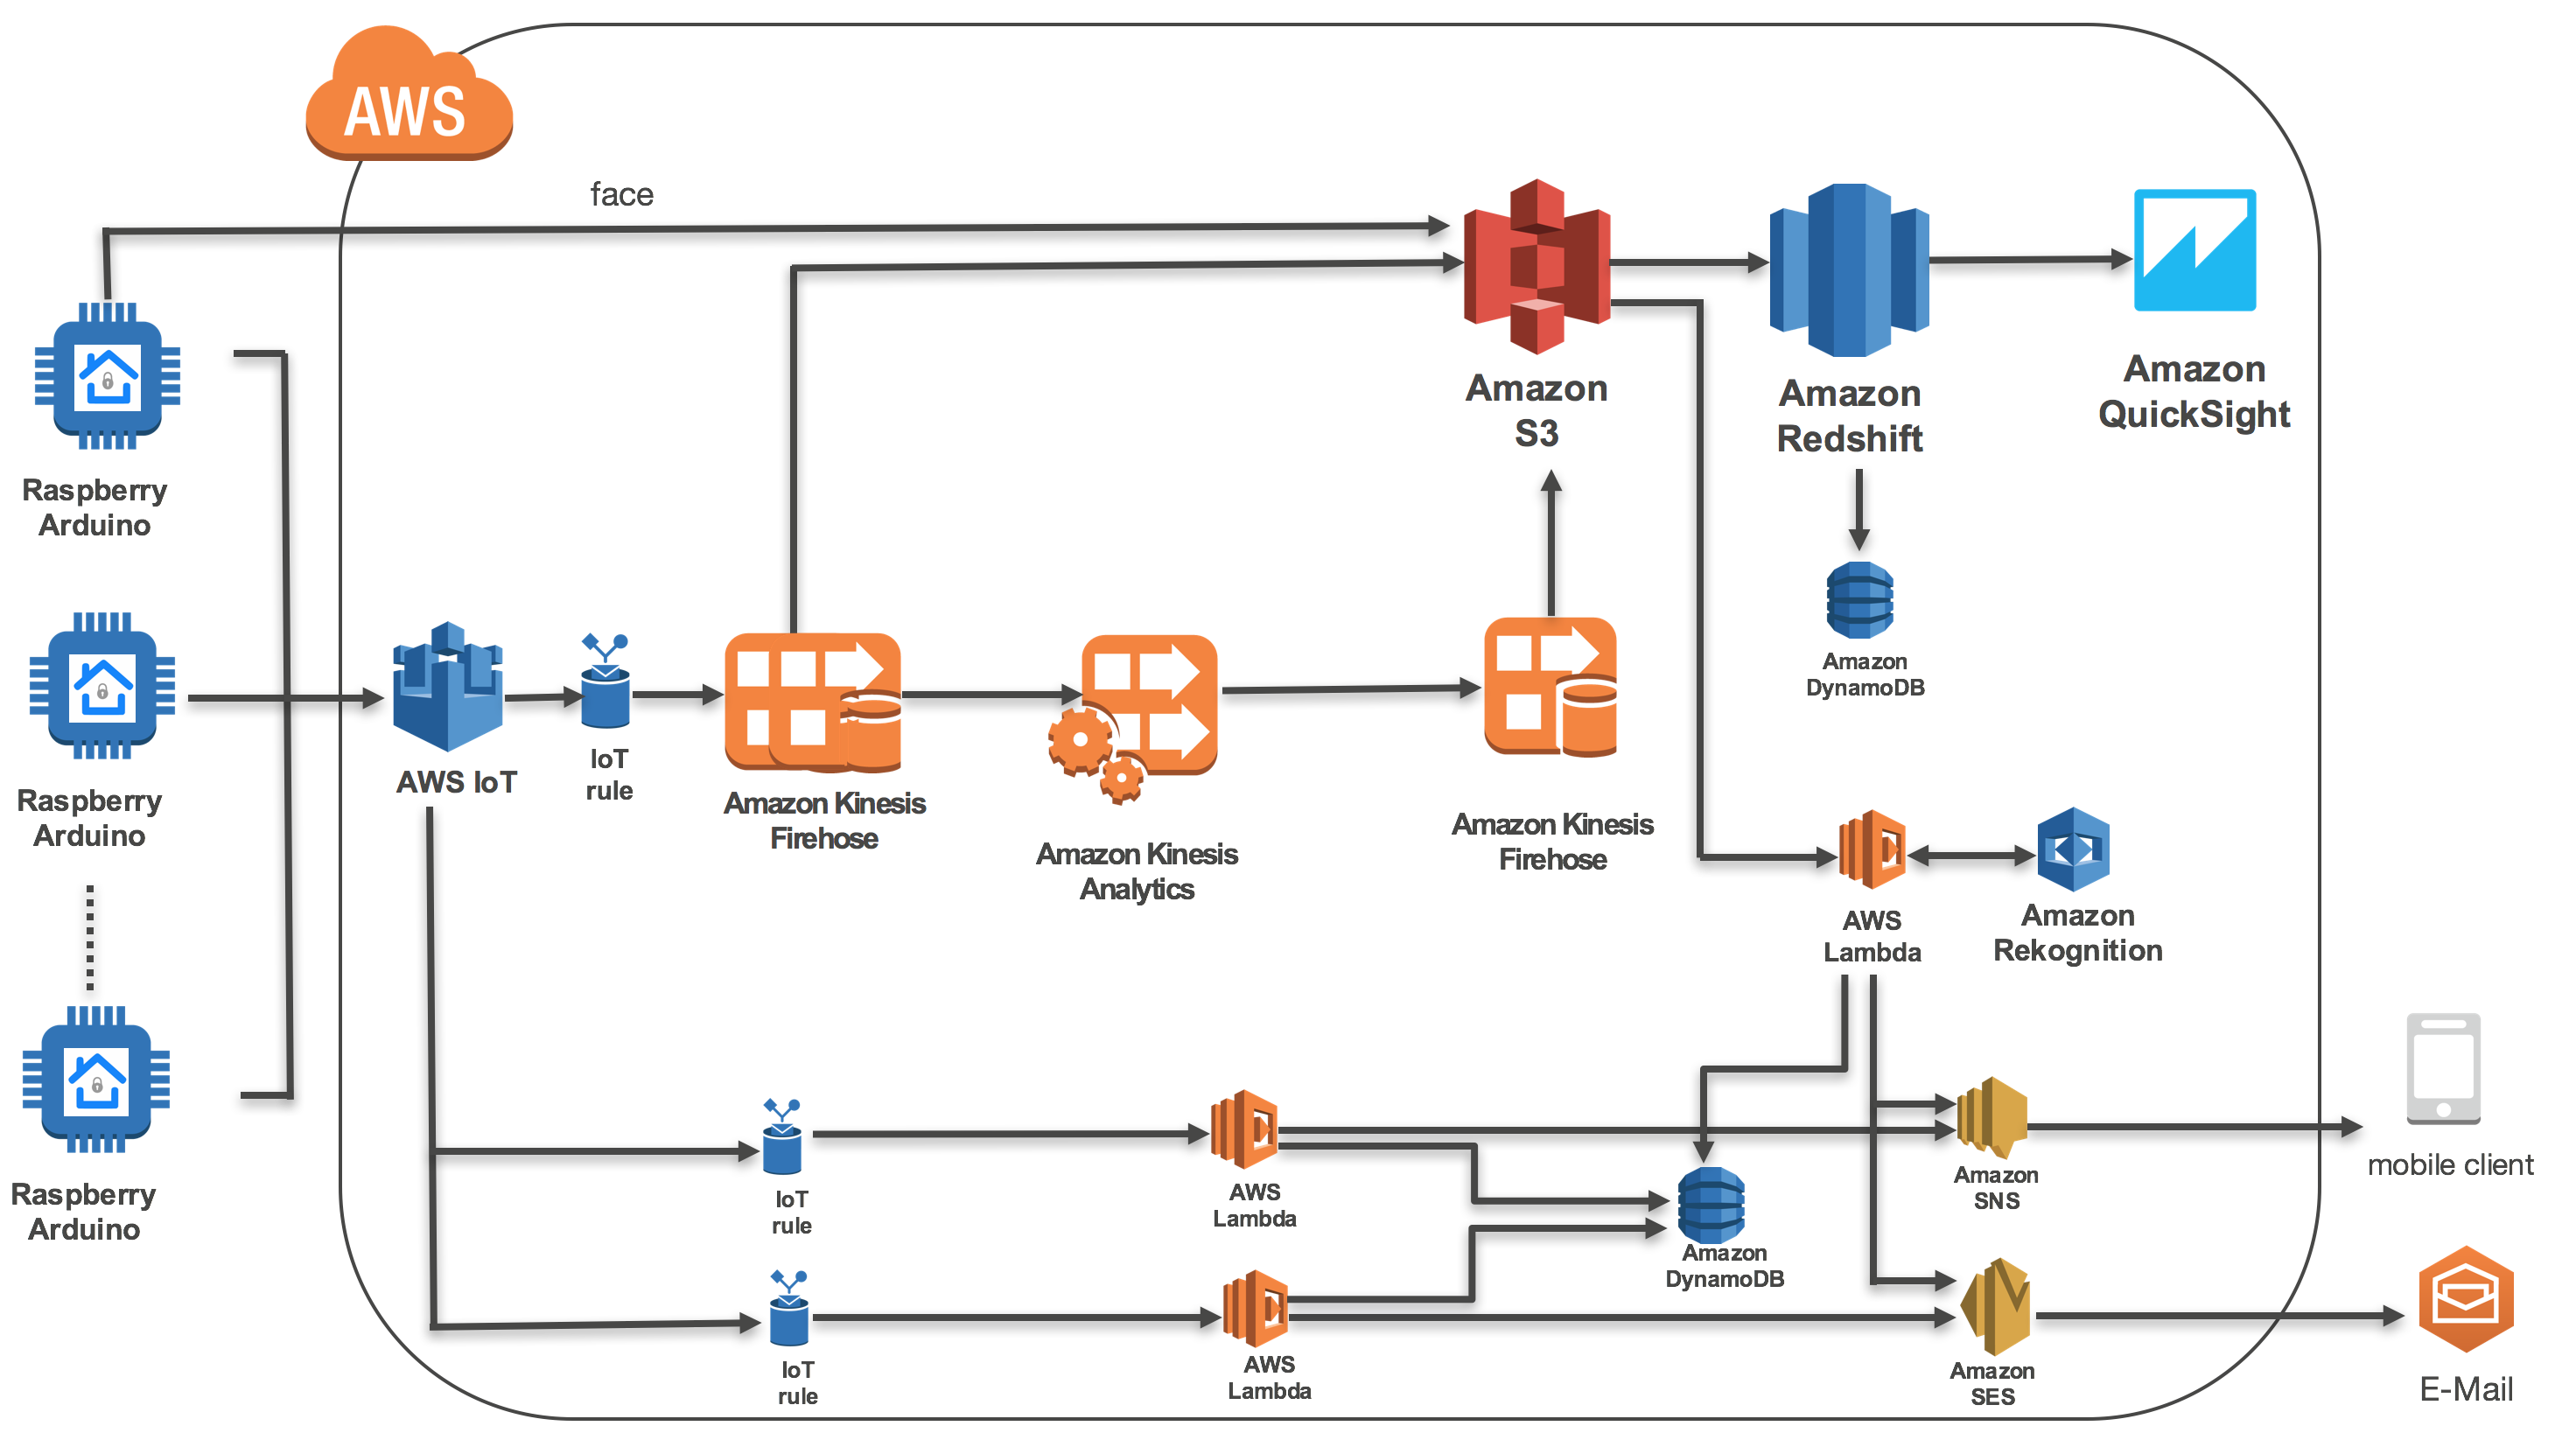 AWS
face
Amazon
S3
Amazon
Redshift
Amazon
QuickSight
Raspberry
Arduino
Amazon
DynamoDB
Raspberry
Arduino
AWS IoT
IoT
rule
Amazon Kinesis
Firehose
Amazon Kinesis
Analytics
Amazon Kinesis
Firehose
AWS
Lambda
Amazon
Rekognition
Raspberry
Arduino
IoT
rule
AWS
Lambda
Amazon
DynamoDB
Amazon
SNS
mobile client
IoT
rule
AWS
Lambda
Amazon
SES
E-Mail